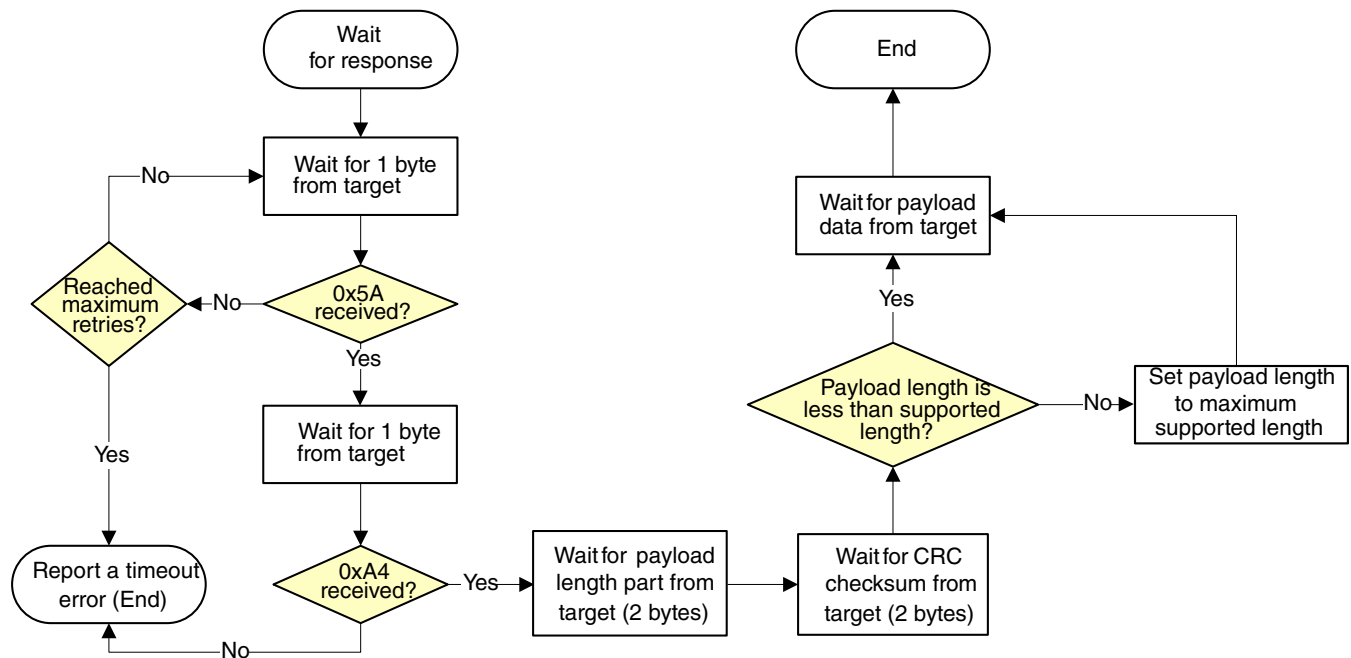 Wait
for response
Wait for 1 byte
from target
No
Reached
maximum
retries?
No
0x5A
received?
Yes
Wait for 1 byte
from target
Yes
Report a timeout
error (End)
0xA4
received?
No
Yes
Wait for payload
length part from
target (2 bytes)
Wait for CRC
checksum from
target (2 bytes)
Payload length is
less than supported
length?
No
Set payload length
to maximum
supported length
Yes
Wait for payload
data from target
End